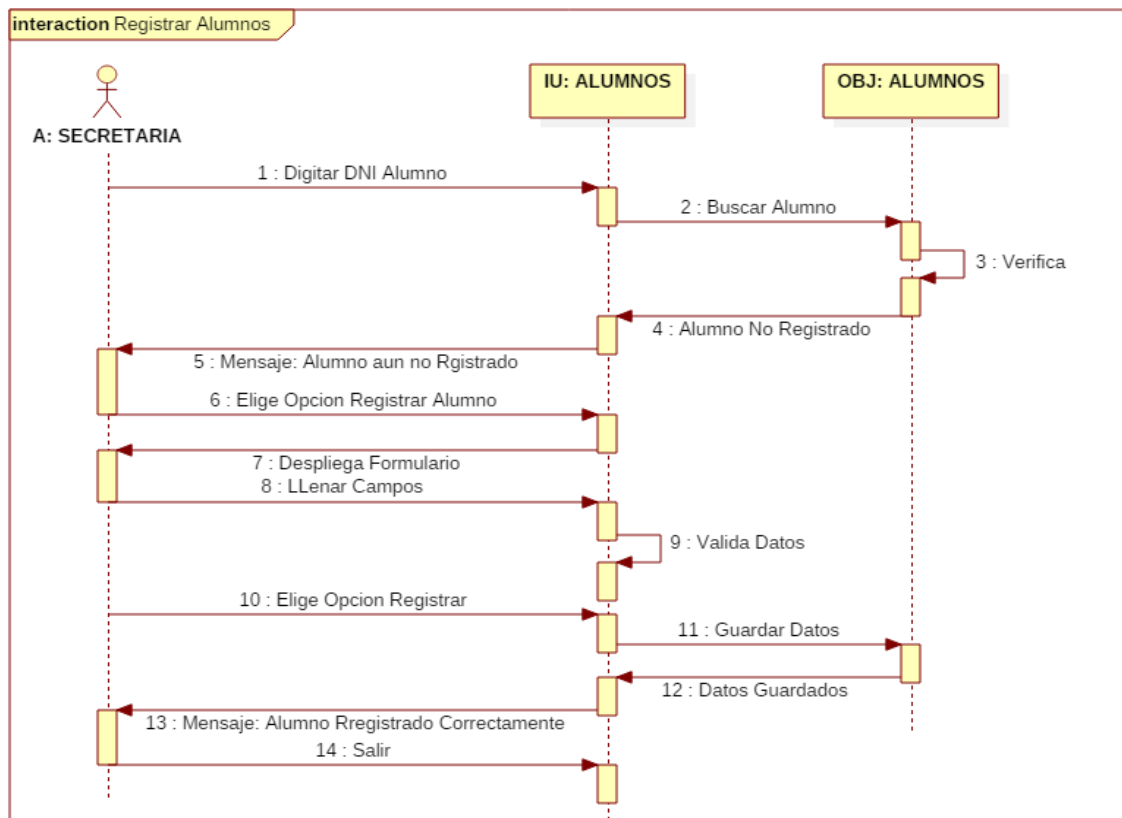 interaction Registrar Alumnos
A: SECRETARIA
IU: ALUMNOS
OBJ: ALUMNOS
1 : Digitar DNI Alumno
2 : Buscar Alumno
3 : Verifica
4 : Alumno No Registrado
5 : Mensaje: Alumno aun no Rgistrado
6 : Elige Opcion Registrar Alumno
7 : Despliega Formulario
8 : LLenar Campos
9 : Valida Datos
10 : Elige Opcion Registrar
11 : Guardar Datos
12 : Datos Guardados
13 : Mensaje: Alumno Rregistrado Correctamente
14 : Salir